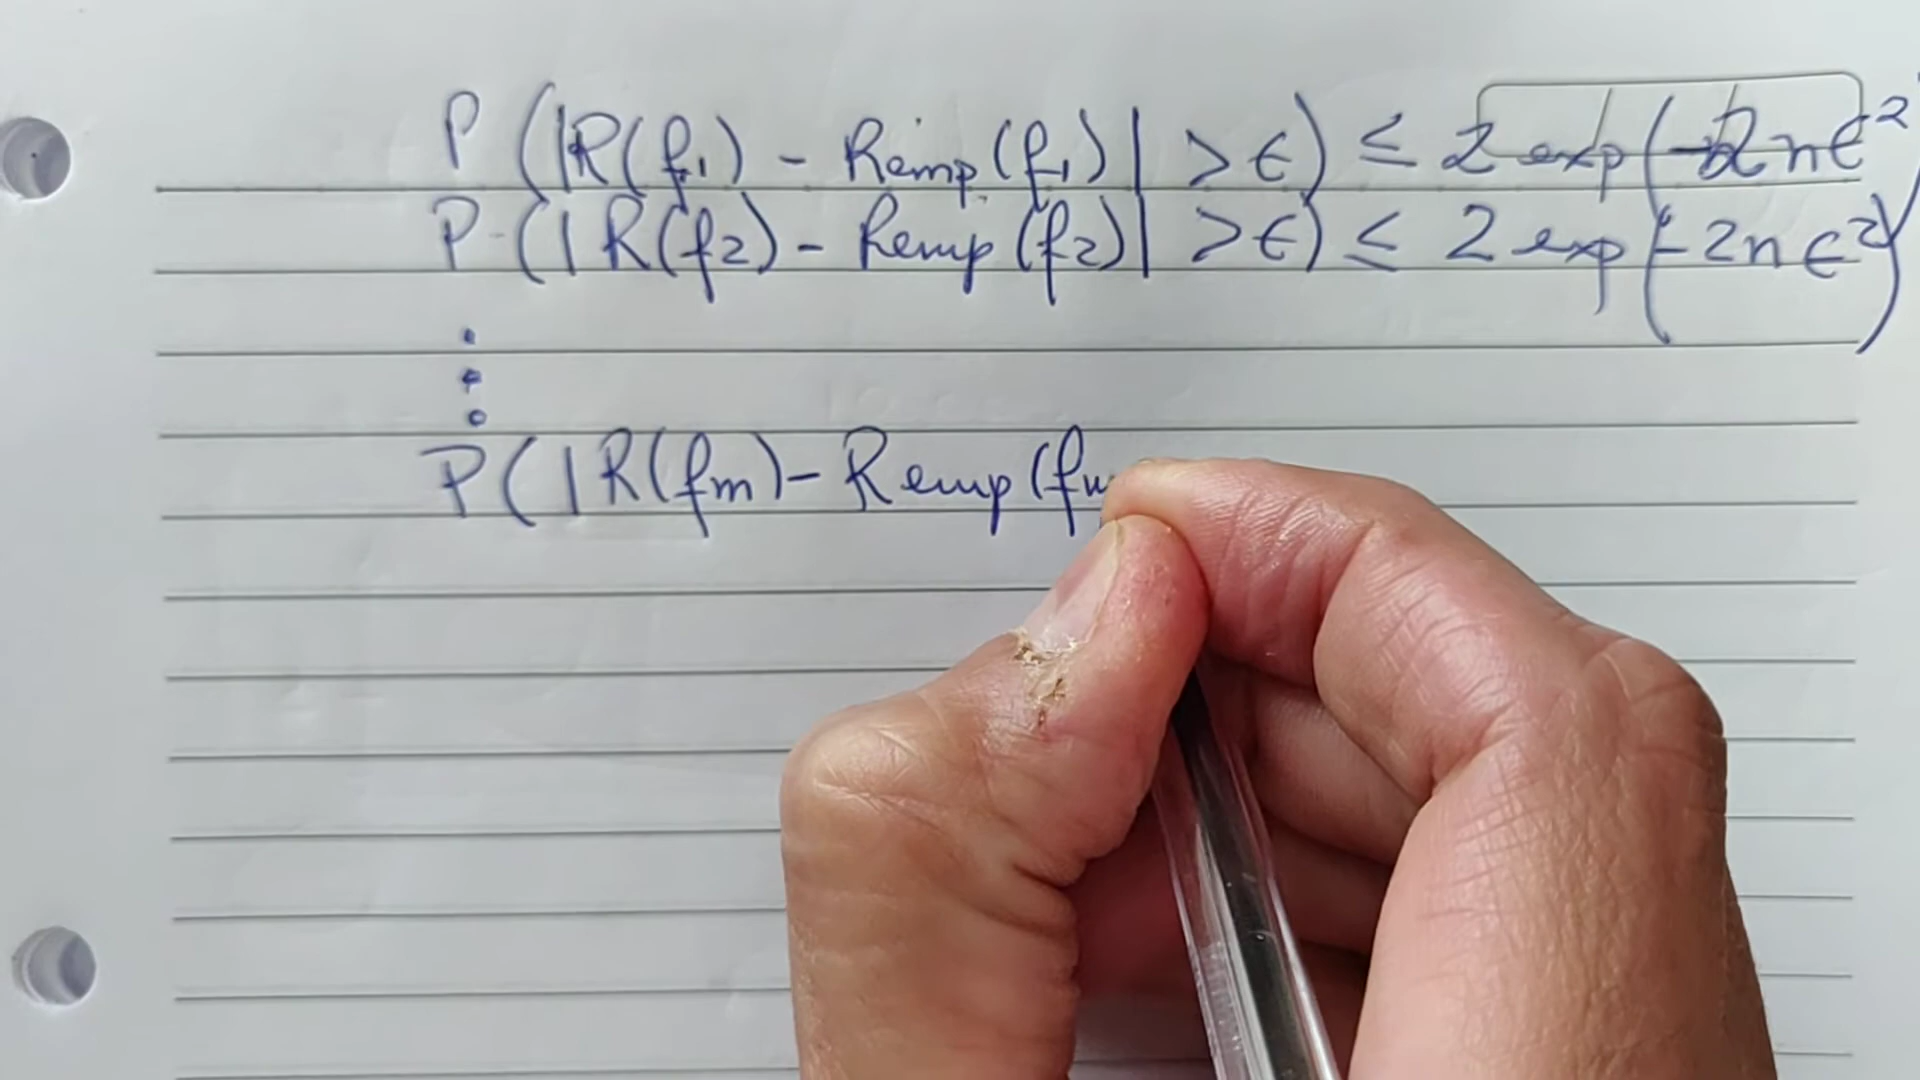 P (|R(f1) - Remp(f1)| > ϵ) ≤ 2 exp(-2nϵ²)
P (|R(f2) - Remp(f2)| > ϵ) ≤ 2 exp(-2nϵ²)
⋮
P(|R(fm) - Remp(fm